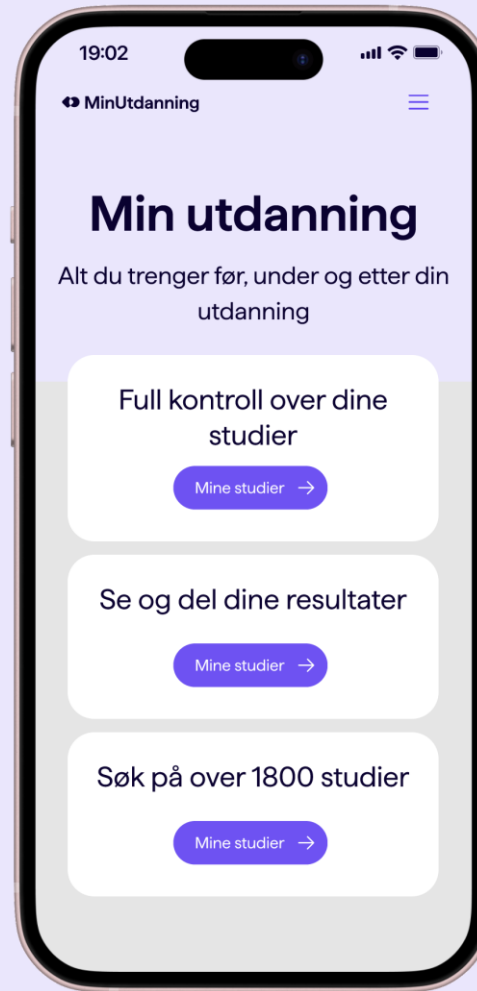 19:02
MinUtdanning
Min utdanning
Alt du trenger før, under og etter din
utdanning
Full kontroll over dine
studier
Mine studier
Se og del dine resultater
Mine studier
Søk på over 1800 studier
Mine studier